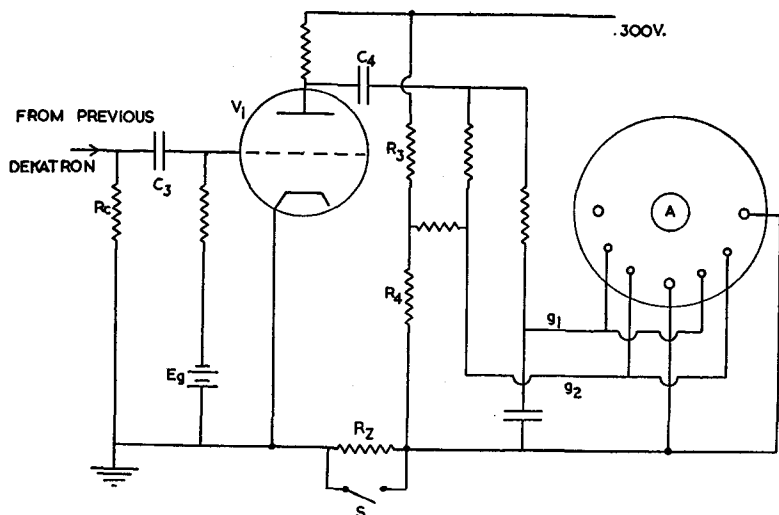 .300V.
C4
V1
FROM PREVIOUS
DEKATRON
C3
R3
A
RC
R4
g1
Eg
g2
RZ
S